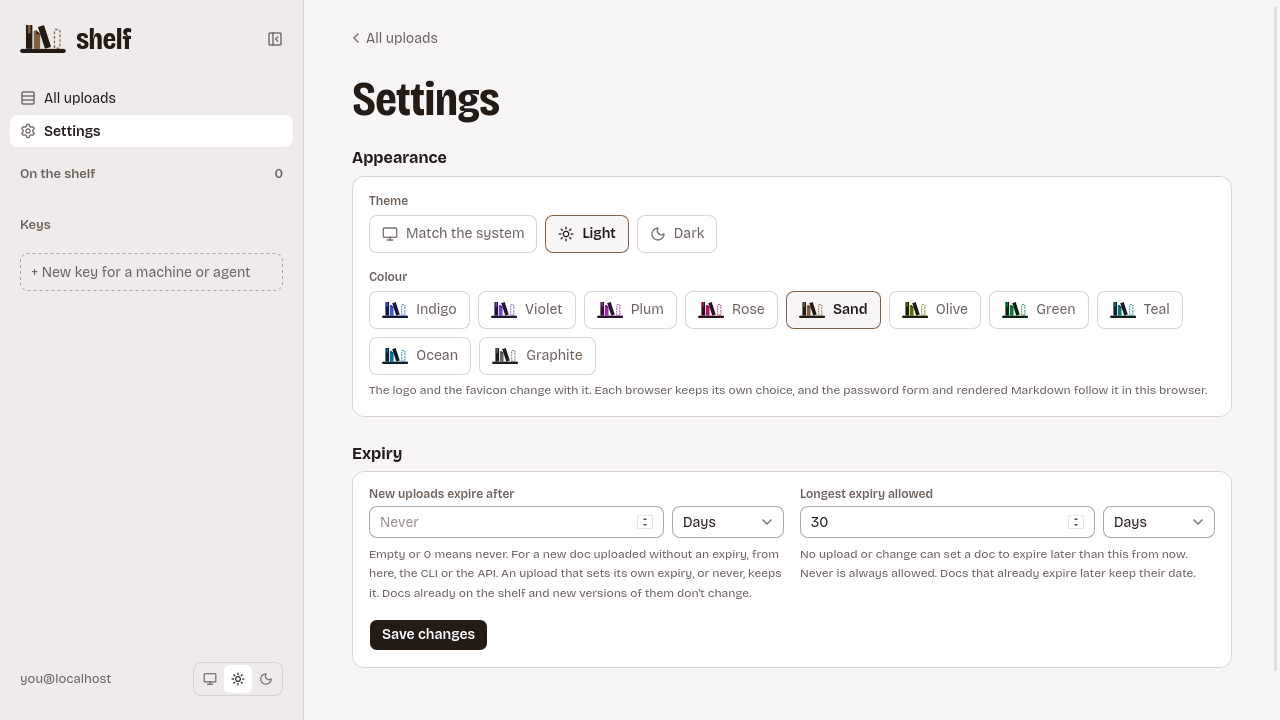 shelf
All uploads
Settings
On the shelf 0
Keys
+ New key for a machine or agent
you@localhost
All uploads
Settings
Appearance
Theme
Match the system Light Dark
Colour
Indigo Violet Plum Rose Sand Olive Green Teal
Ocean Graphite
The logo and the favicon change with it. Each browser keeps its own choice, and the password form and rendered Markdown follow it in this browser.
Expiry
New uploads expire after
Never Days
Empty or 0 means never. For a new doc uploaded without an expiry, from
here, the CLI or the API. An upload that sets its own expiry, or never, keeps
it. Docs already on the shelf and new versions of them don't change.
Longest expiry allowed
30 Days
No upload or change can set a doc to expire later than this from now.
Never is always allowed. Docs that already expire later keep their date.
Save changes